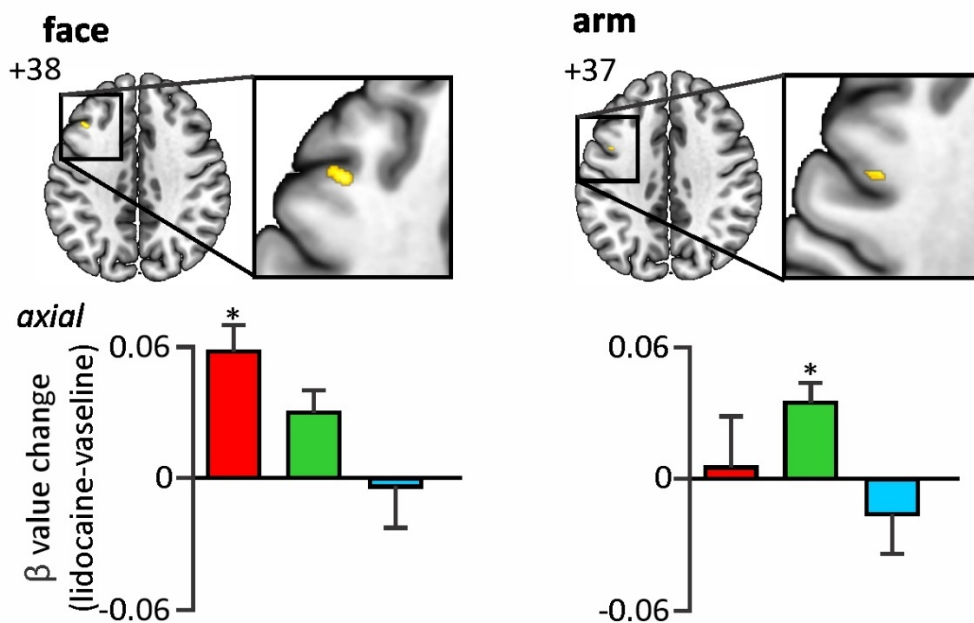 face
+38
arm
+37
axial
β value change
(lidocaine-vaseline)
0.06
0
-0.06
*
0.06
0
-0.06
*